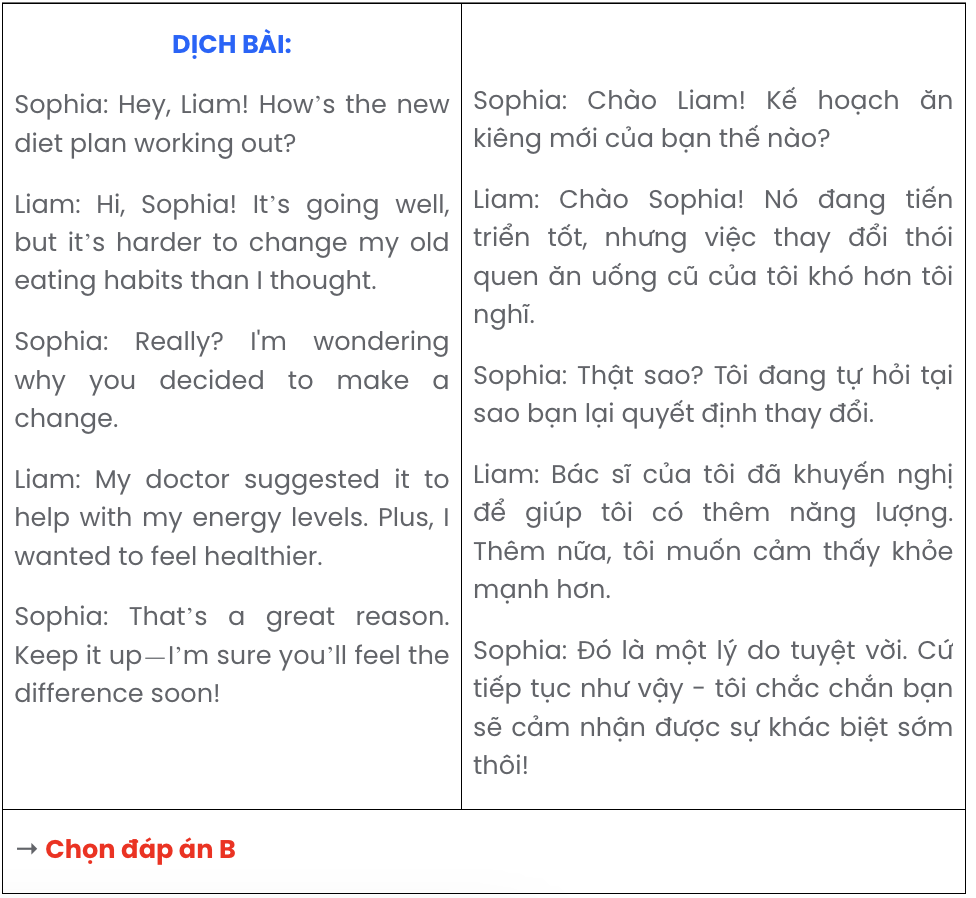 DỊCH BÀI:
Sophia: Hey, Liam! How’s the new
diet plan working out?
Liam: Hi, Sophia! It’s going well,
but it’s harder to change my old
eating habits than I thought.
Sophia: Really? I'm wondering
why you decided to make a
change.
Liam: My doctor suggested it to
help with my energy levels. Plus, I
wanted to feel healthier.
Sophia: That’s a great reason.
Keep it up—I’m sure you’ll feel the
difference soon!
Sophia: Chào Liam! Kế hoạch ăn
kiêng mới của bạn thế nào?
Liam: Chào Sophia! Nó đang tiến
triển tốt, nhưng việc thay đổi thói
quen ăn uống cũ của tôi khó hơn tôi
nghĩ.
Sophia: Thật sao? Tôi đang tự hỏi tại
sao bạn lại quyết định thay đổi.
Liam: Bác sĩ của tôi đã khuyến nghị
để giúp tôi có thêm năng lượng.
Thêm nữa, tôi muốn cảm thấy khỏe
mạnh hơn.
Sophia: Đó là một lý do tuyệt vời. Cứ
tiếp tục như vậy - tôi chắc chắn bạn
sẽ cảm nhận được sự khác biệt sớm
thôi!
→ Chọn đáp án B